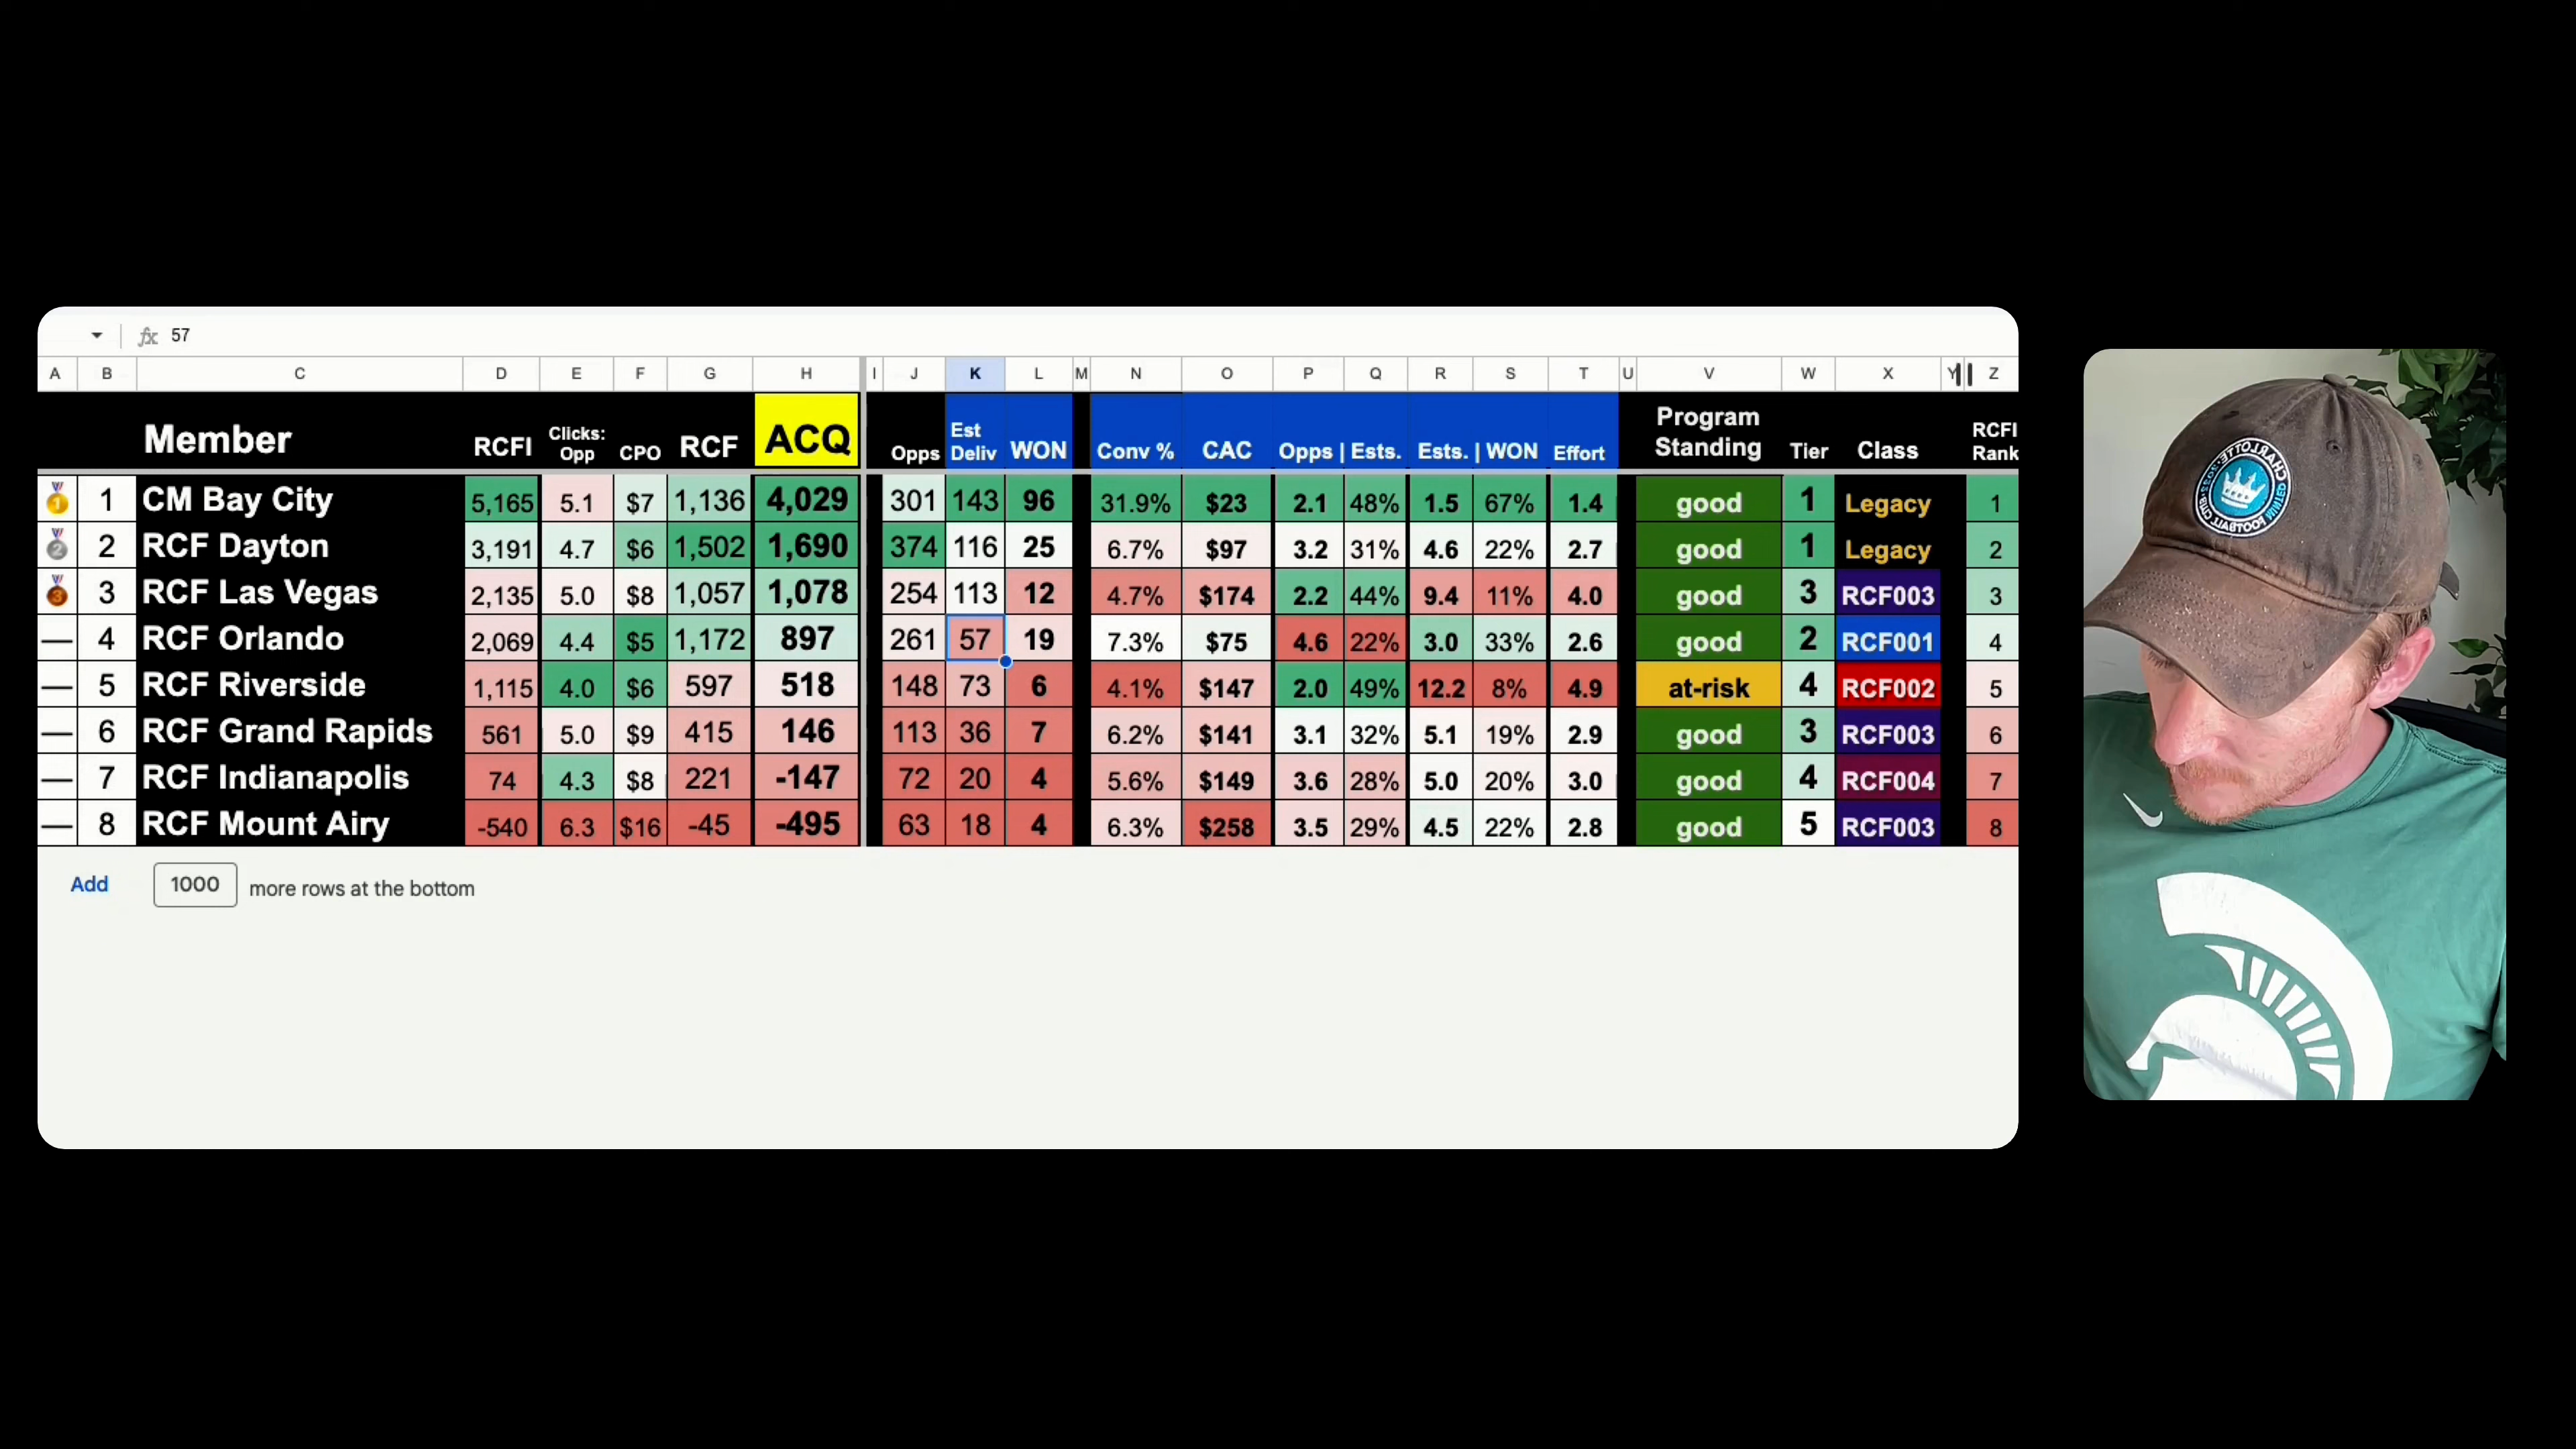 fx 57
A B C D E F G H I J K L M N O P Q R S T U V W X Y Z
Member RCFI Clicks: Opp CPO RCF ACQ Opps Est Deliv WON Conv % CAC Opps | Ests. Ests. | WON Effort Program Standing Tier Class RCFI Rank
1 1 CM Bay City 5,165 5.1 $7 1,136 4,029 301 143 96 31.9% $23 2.1 48% 1.5 67% 1.4 good 1 Legacy 1
2 2 RCF Dayton 3,191 4.7 $6 1,502 1,690 374 116 25 6.7% $97 3.2 31% 4.6 22% 2.7 good 1 Legacy 2
3 3 RCF Las Vegas 2,135 5.0 $8 1,057 1,078 254 113 12 4.7% $174 2.2 44% 9.4 11% 4.0 good 3 RCF003 3
— 4 RCF Orlando 2,069 4.4 $5 1,172 897 261 57 19 7.3% $75 4.6 22% 3.0 33% 2.6 good 2 RCF001 4
— 5 RCF Riverside 1,115 4.0 $6 597 518 148 73 6 4.1% $147 2.0 49% 12.2 8% 4.9 at-risk 4 RCF002 5
— 6 RCF Grand Rapids 561 5.0 $9 415 146 113 36 7 6.2% $141 3.1 32% 5.1 19% 2.9 good 3 RCF003 6
— 7 RCF Indianapolis 74 4.3 $8 221 -147 72 20 4 5.6% $149 3.6 28% 5.0 20% 3.0 good 4 RCF004 7
— 8 RCF Mount Airy -540 6.3 $16 -45 -495 63 18 4 6.3% $258 3.5 29% 4.5 22% 2.8 good 5 RCF003 8
Add 1000 more rows at the bottom
CHARLOTTE · 2022
FOOTBALL CLUB